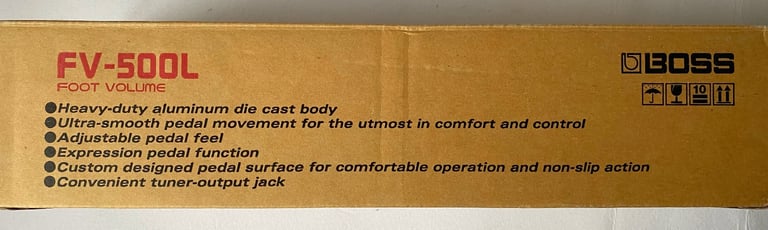 FV-500L
FOOT VOLUME
BOSS
10
●Heavy-duty aluminum die cast body
●Ultra-smooth pedal movement for the utmost in comfort and control
●Adjustable pedal feel
●Expression pedal function
●Custom designed pedal surface for comfortable operation and non-slip action
●Convenient tuner-output jack